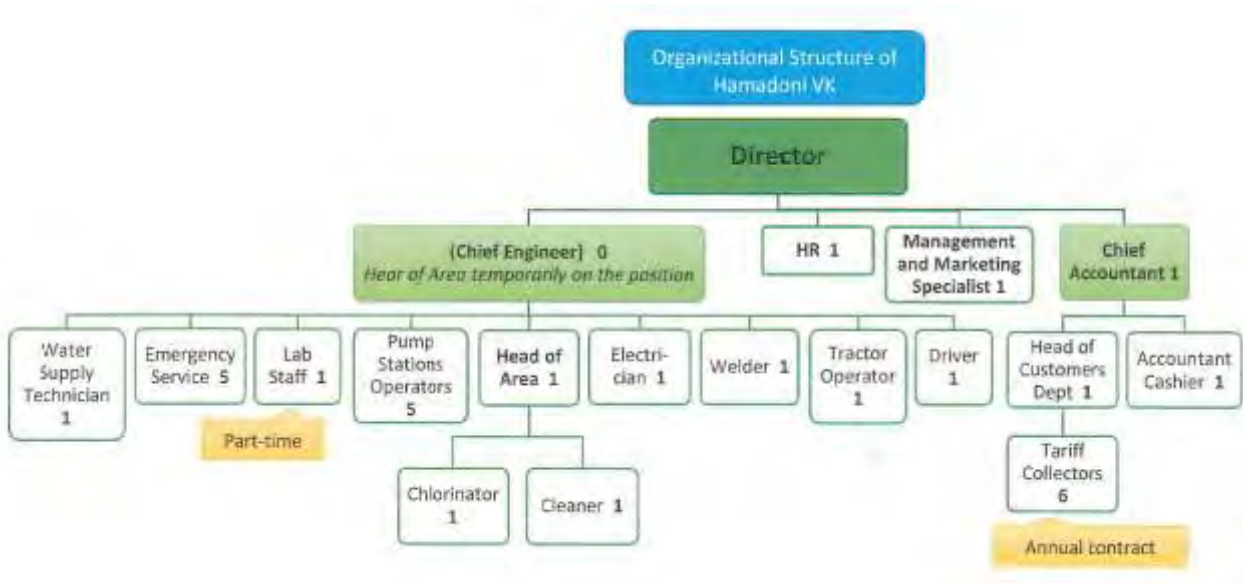 Organizational Structure of
Hamadoni VK
Director
(Chief Engineer) 0
Hear of Area temporarily on the position
HR 1
Management
and Marketing
Specialist 1
Chief
Accountant 1
Water
Supply
Technician
1
Emergency
Service 5
Lab
Staff 1
Pump
Stations
Operators
5
Head of
Area 1
Electri-
cian 1
Welder 1
Tractor
Operator
1
Driver
1
Head of
Customers
Dept 1
Accountant
Cashier 1
Part-time
Chlorinator
1
Cleaner 1
Tariff
Collectors
6
Annual contract